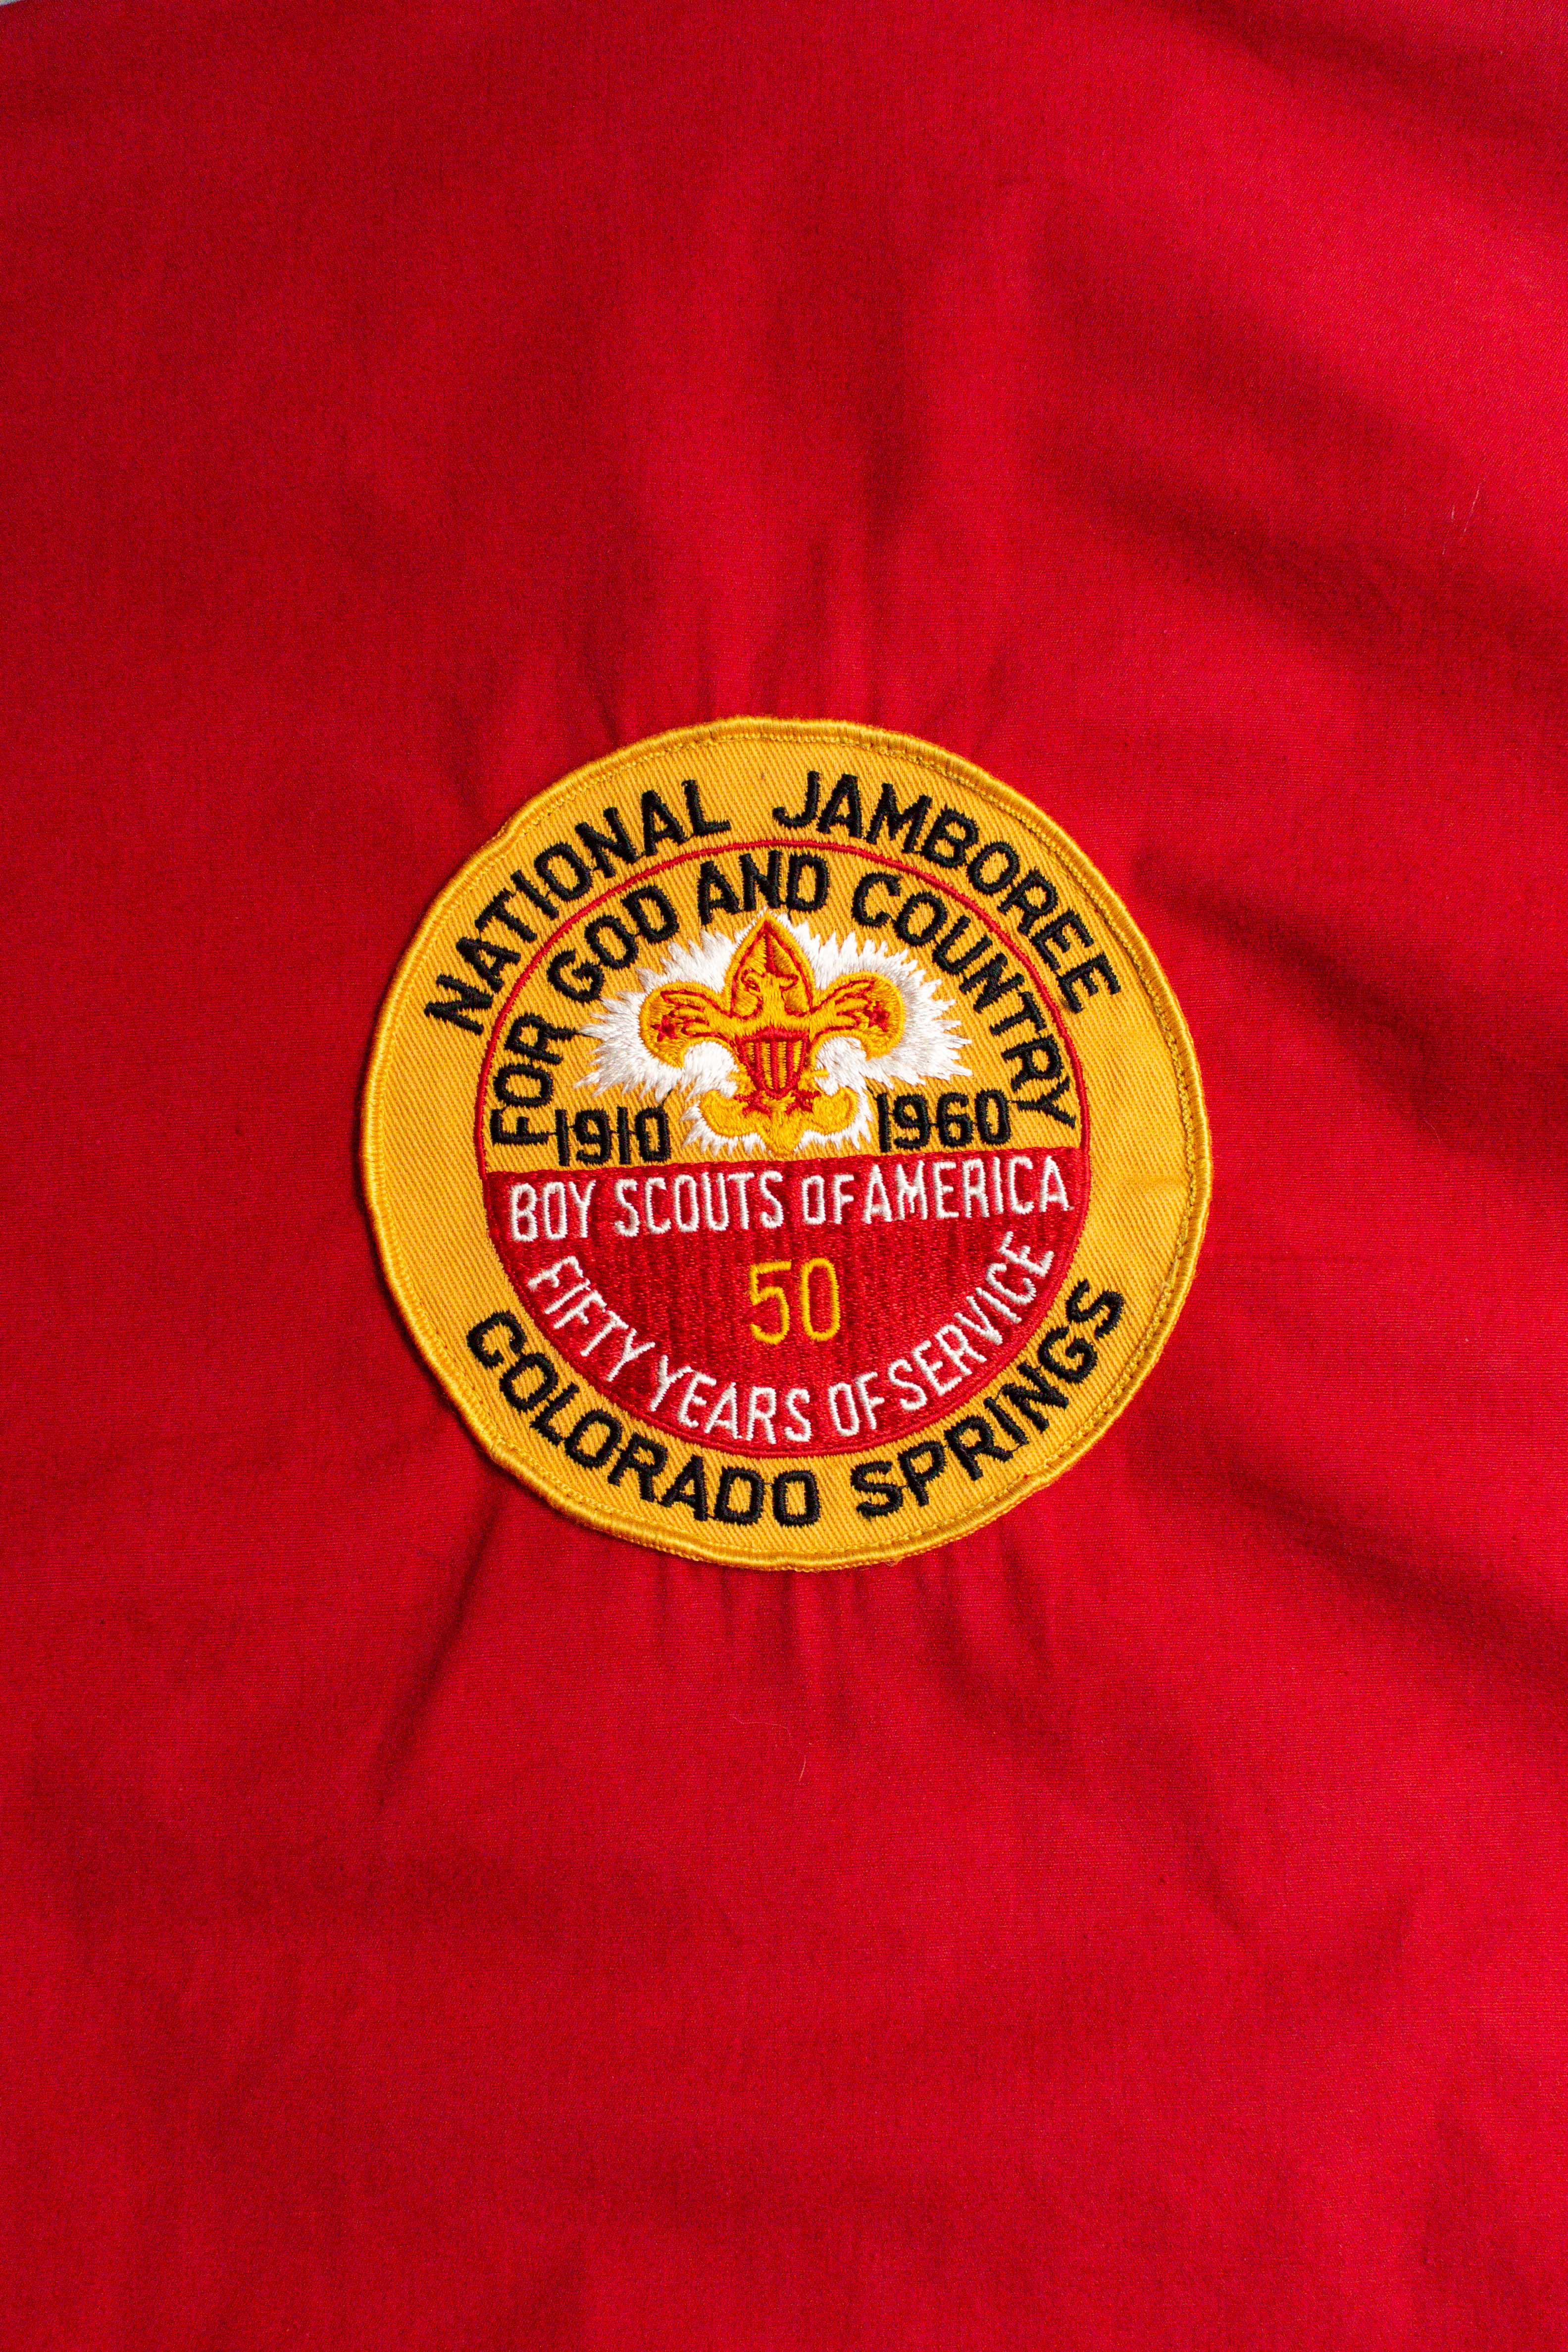 NATIONAL JAMBOREE
FOR GOD AND COUNTRY
1910 1960
BOY SCOUTS OF AMERICA
50
FIFTY YEARS OF SERVICE
COLORADO SPRINGS